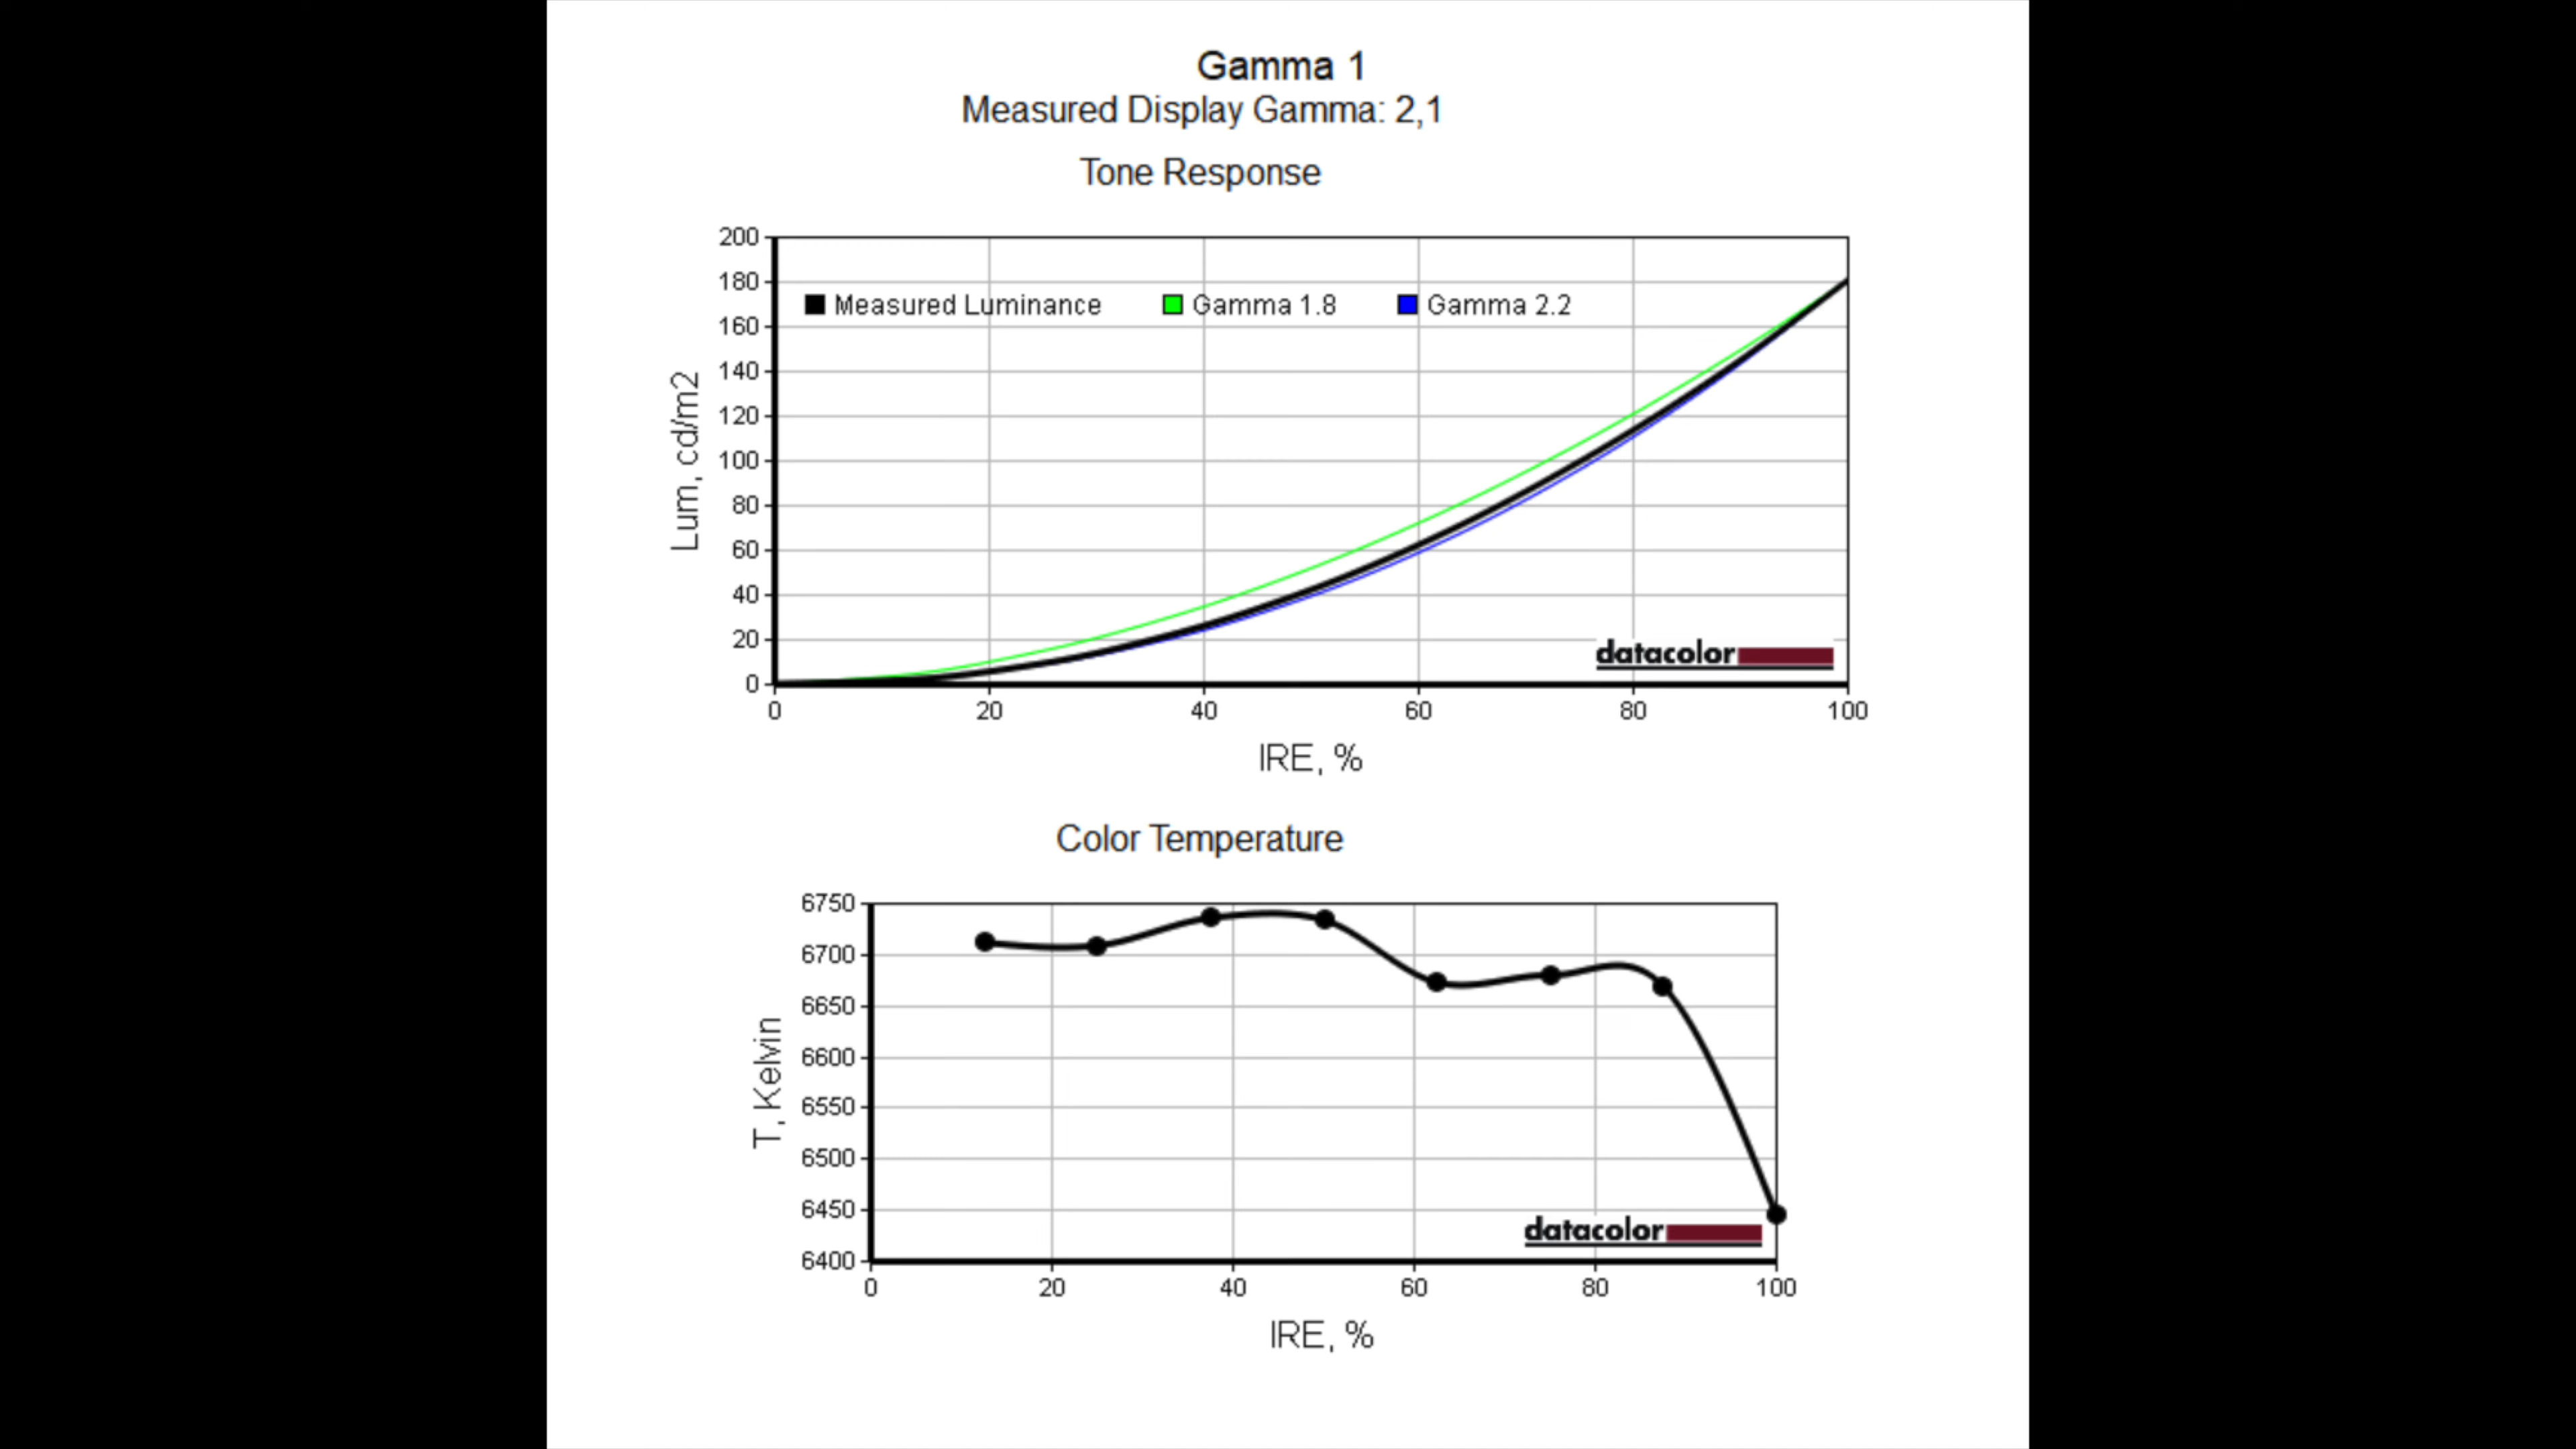 Gamma 1
Measured Display Gamma: 2,1
Tone Response
200
180
Measured Luminance Gamma 1.8 Gamma 2.2
160
140
120
100
80
60
40
20
0
Lum, cd/m2
datacolor
0 20 40 60 80 100
IRE, %
Color Temperature
6750
6700
6650
6600
6550
6500
6450
6400
T, Kelvin
datacolor
0 20 40 60 80 100
IRE, %